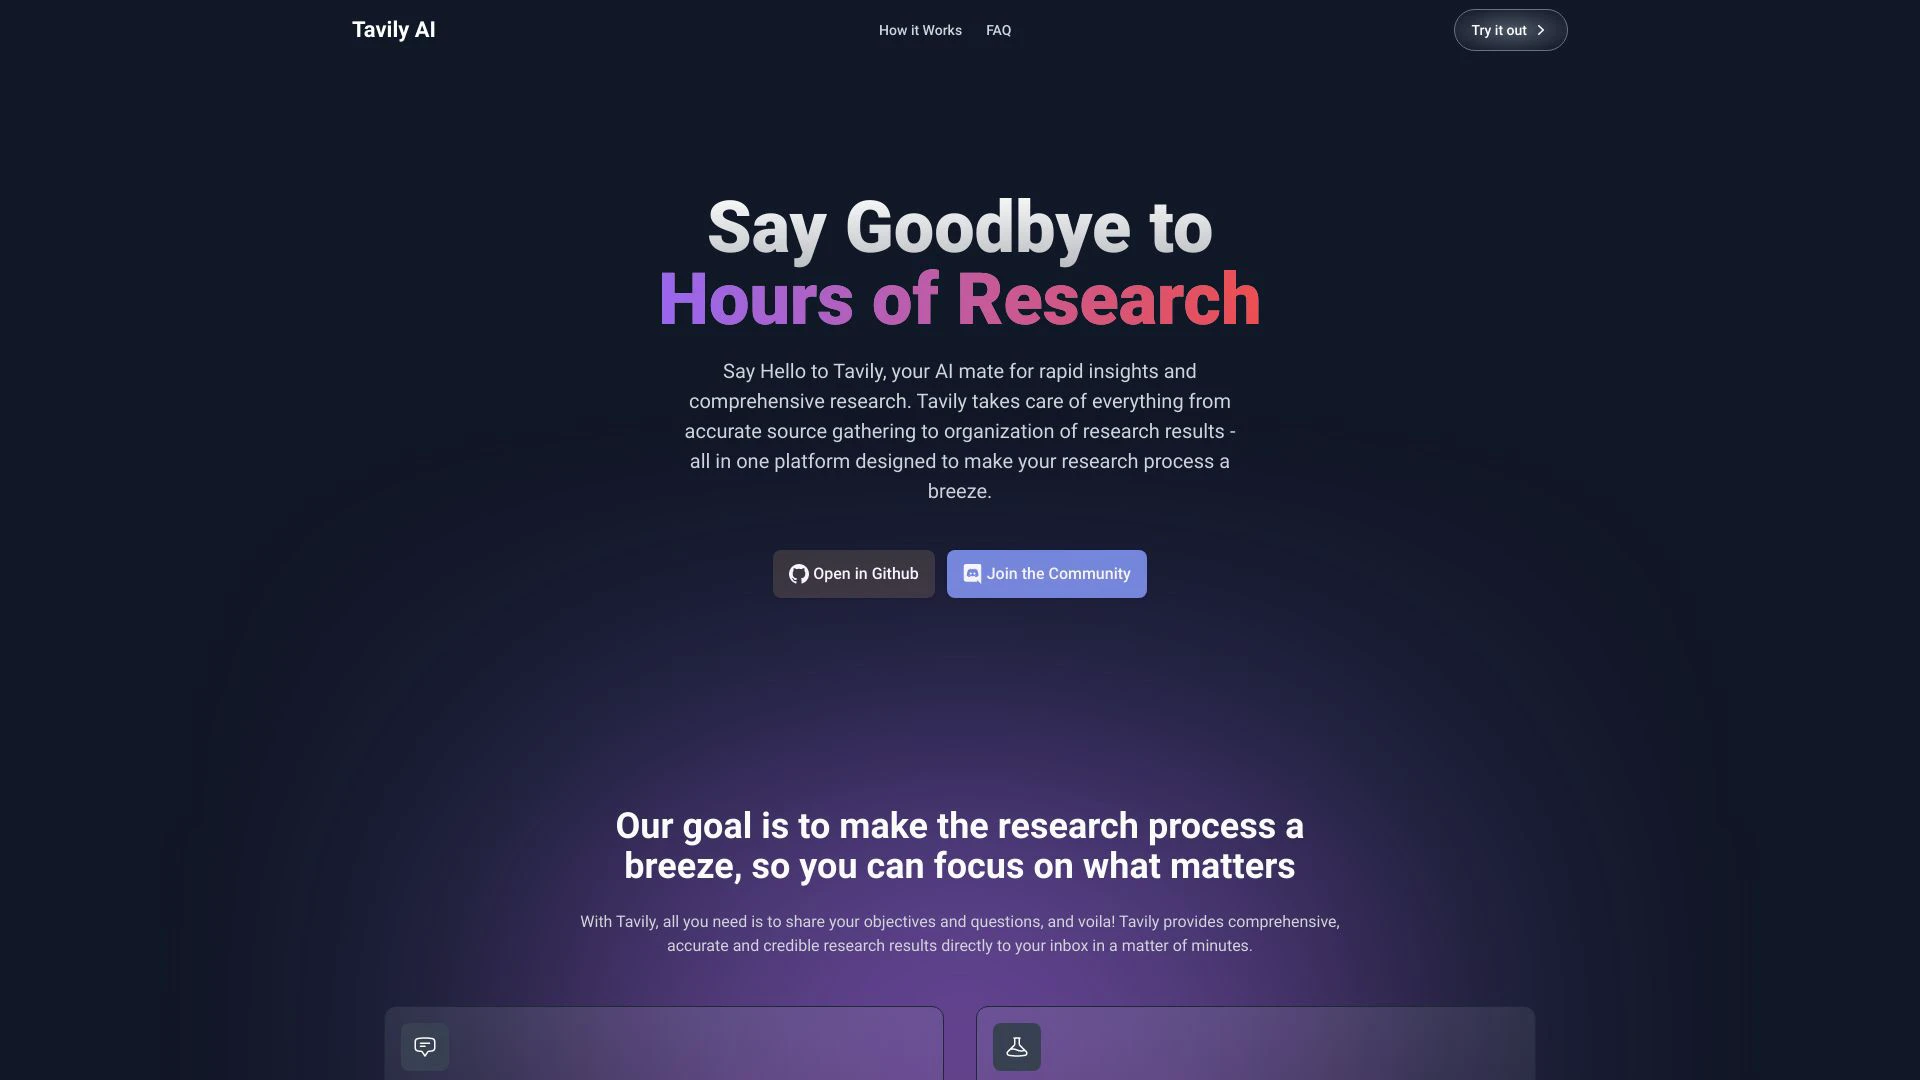 Tavily AI
How it Works
FAQ
Try it out
Say Goodbye to
Hours of Research
Say Hello to Tavily, your AI mate for rapid insights and
comprehensive research. Tavily takes care of everything from
accurate source gathering to organization of research results -
all in one platform designed to make your research process a
breeze.
Open in Github
Join the Community
Our goal is to make the research process a
breeze, so you can focus on what matters
With Tavily, all you need is to share your objectives and questions, and voila! Tavily provides comprehensive,
accurate and credible research results directly to your inbox in a matter of minutes.